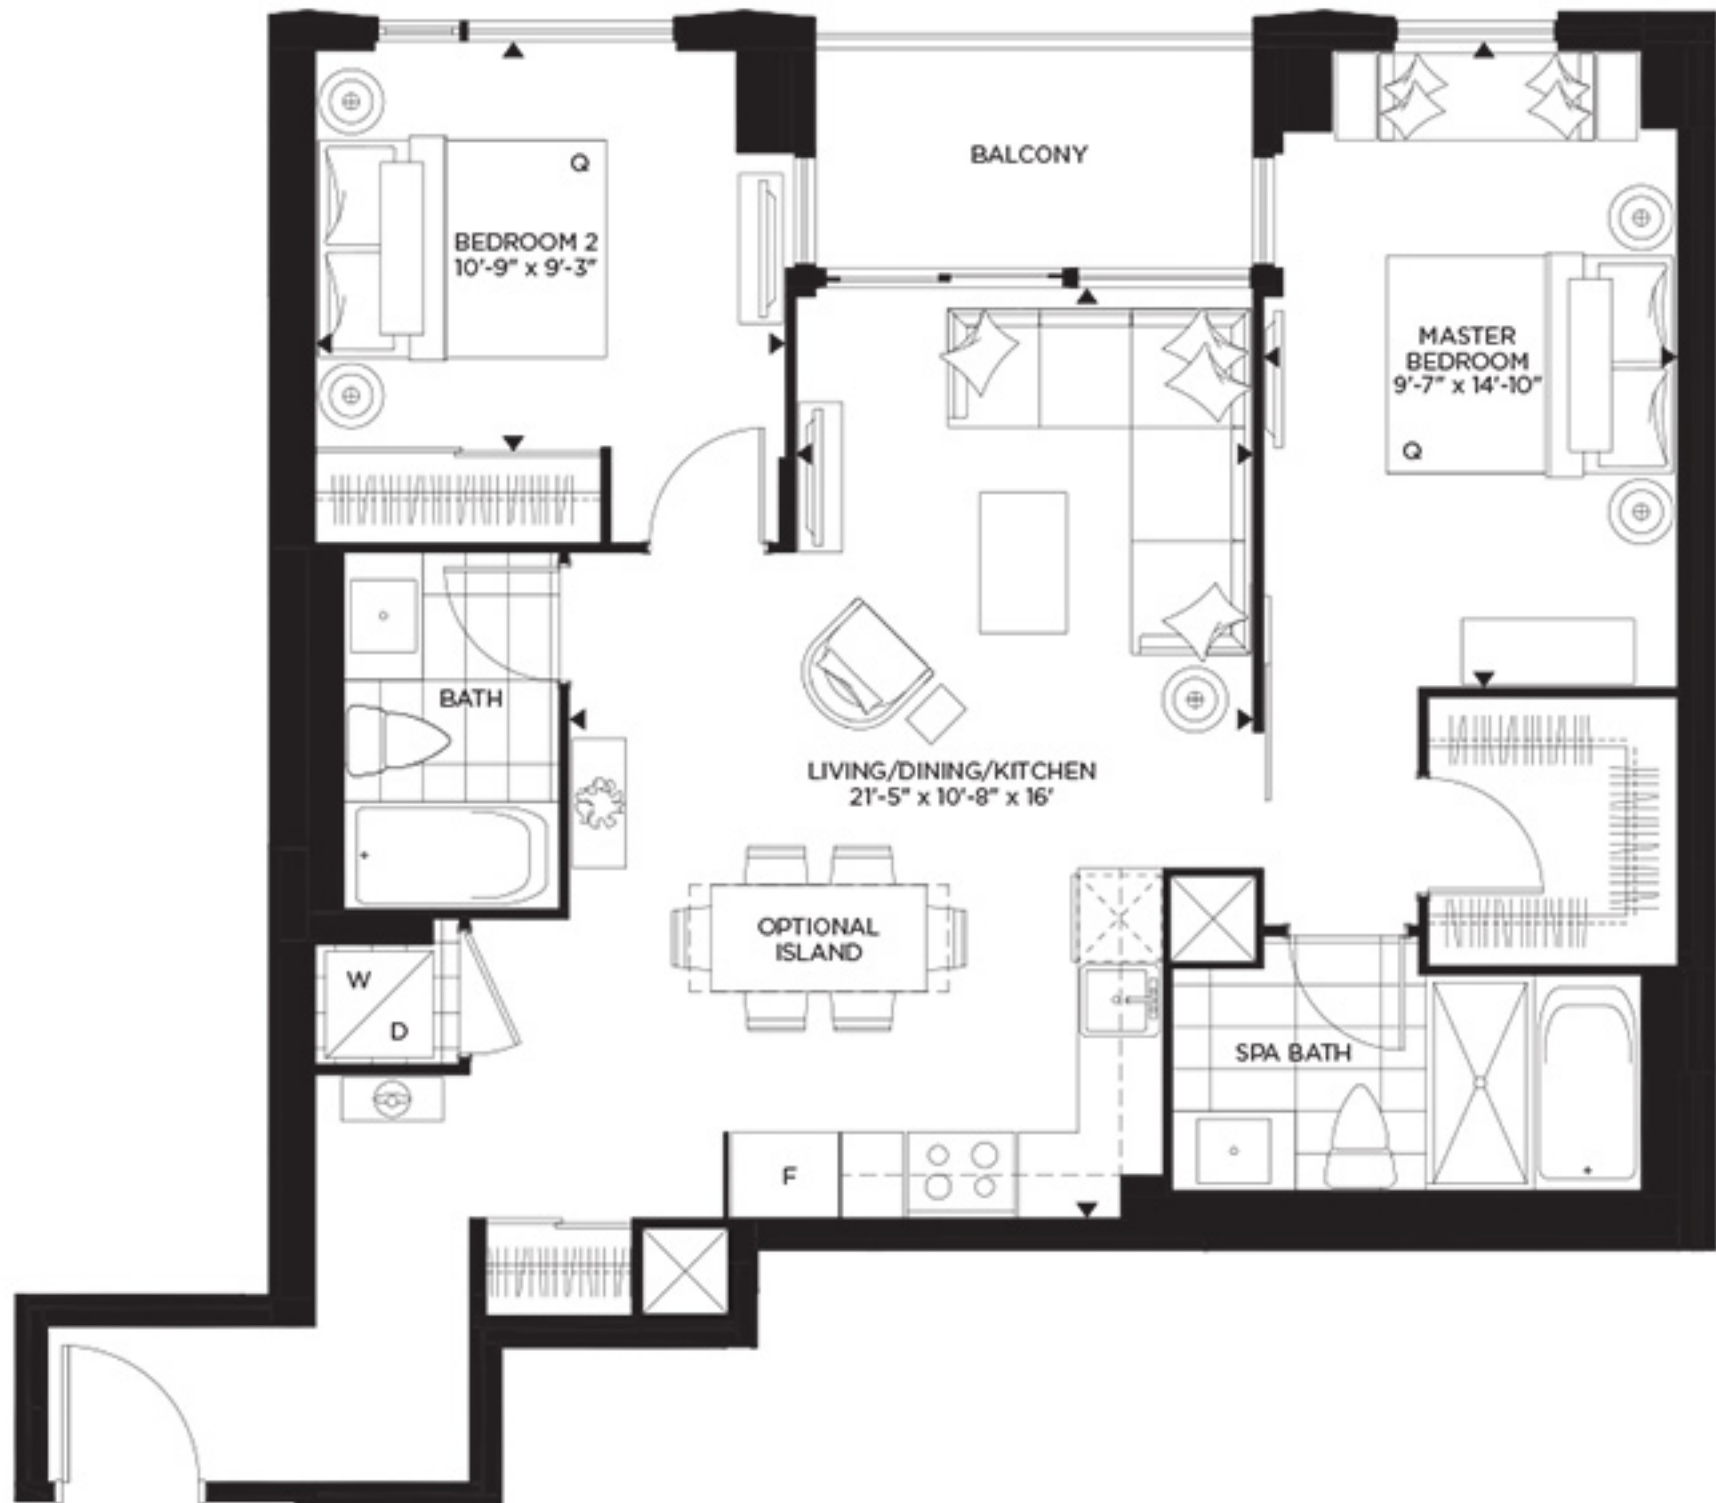 BALCONY
Q
BEDROOM 2
10'-9" x 9'-3"
MASTER
BEDROOM
9'-7" x 14'-10"
Q
BATH
LIVING/DINING/KITCHEN
21'-5" x 10'-8" x 16'
OPTIONAL
ISLAND
W
D
SPA BATH
F